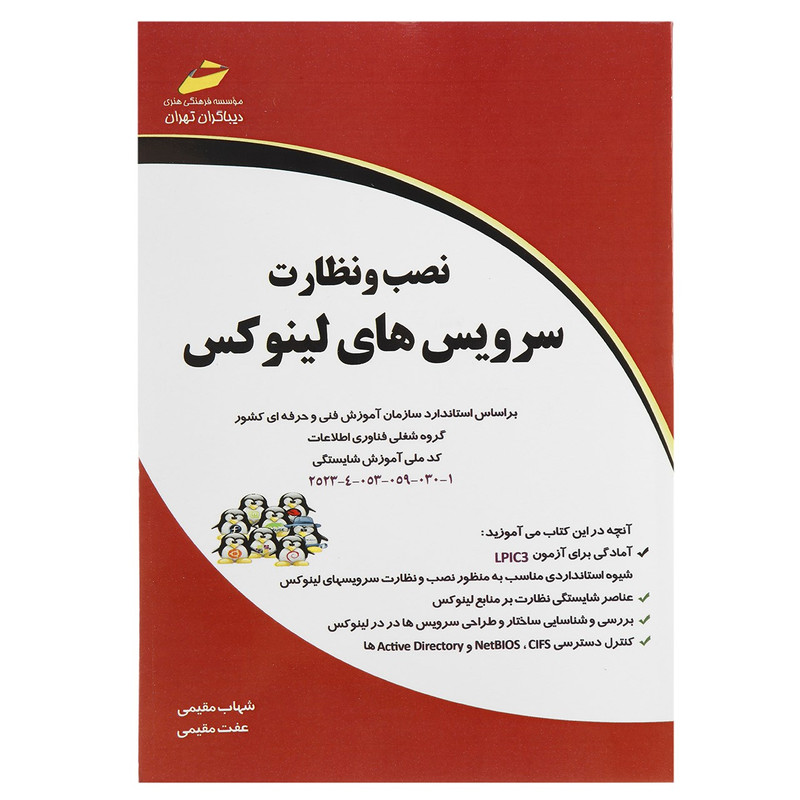 مؤسسه فرهنگی هنری
دیباگران تهران
نصب و نظارت
سرویس های لینوکس
براساس استاندارد سازمان آموزش فنی و حرفه ای کشور
گروه شغلی فناوری اطلاعات
کد ملی آموزش شایستگی
۲۵۲۳-۴-۰۵۳-۰۵۹-۰۳۰-۱
آنچه در این کتاب می آموزید:
✓ آمادگی برای آزمون LPIC3
شیوه استانداردی مناسب به منظور نصب و نظارت سرویسهای لینوکس
✓ عناصر شایستگی نظارت بر منابع لینوکس
✓ بررسی و شناسایی ساختار و طراحی سرویس ها در در لینوکس
✓ کنترل دسترسی NetBIOS ، CIFS و Active Directory ها
شهاب مقیمی
عفت مقیمی